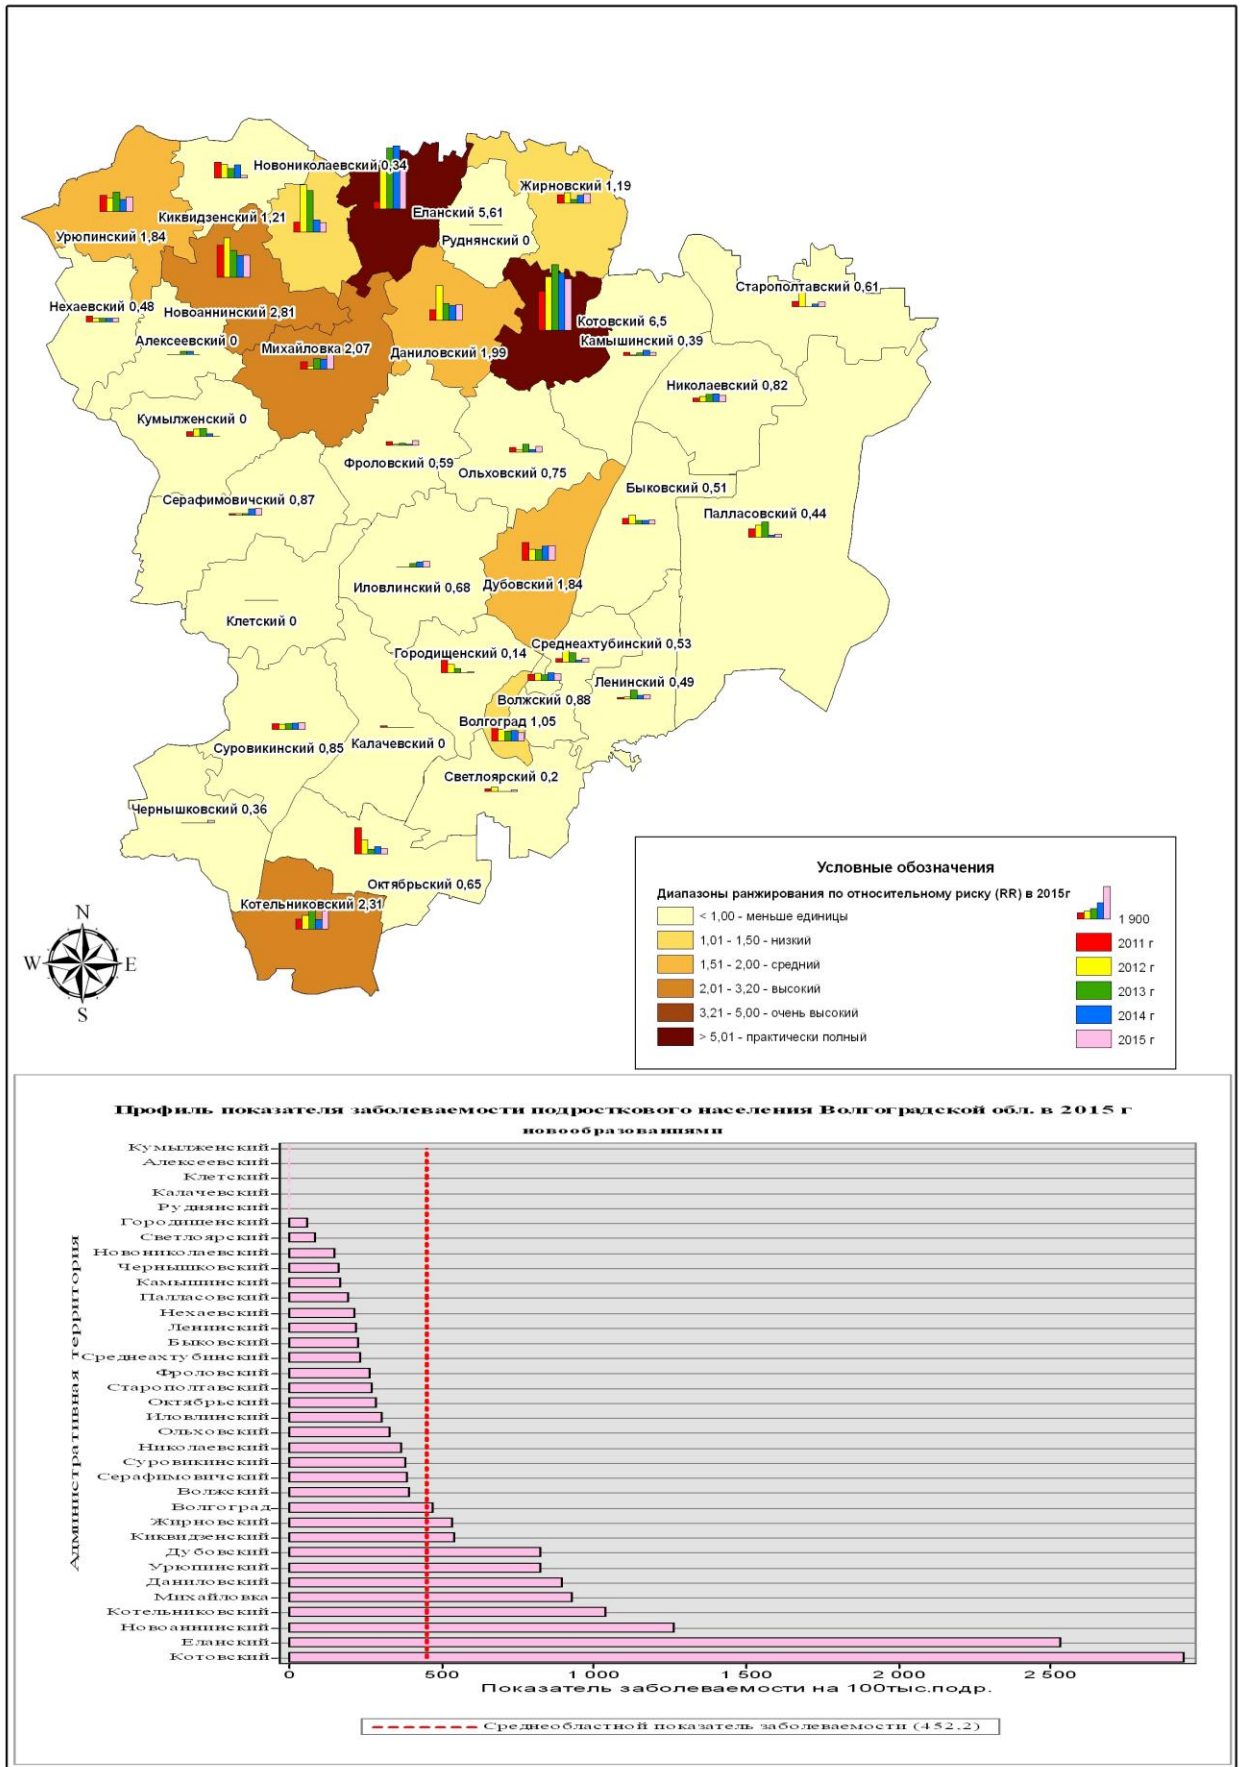 Новониколаевский 0,34
Жирновский 1,19
Киквидзенский 1,21
Еланский 5,61
Урюпинский 1,84
Руднянский 0
Старополтавский 0,61
Нехаевский 0,48
Новоаннинский 2,81
Котовский 6,5
Алексеевский 0
Михайловка 2,07
Даниловский 1,99
Камышинский 0,39
Николаевский 0,82
Кумылженский 0
Фроловский 0,59
Ольховский 0,75
Быковский 0,51
Серафимовичский 0,87
Палласовский 0,44
Иловлинский 0,68
Дубовский 1,84
Клетский 0
Среднеахтубинский 0,53
Городищенский 0,14
Ленинский 0,49
Волжский 0,88
Волгоград 1,05
Суровикинский 0,85
Калачевский 0
Светлоярский 0,2
Чернышковский 0,36
Октябрьский 0,65
Котельниковский 2,31
N
W
E
S
Условные обозначения
Диапазоны ранжирования по относительному риску (RR) в 2015г
< 1,00 - меньше единицы
1,01 - 1,50 - низкий
1,51 - 2,00 - средний
2,01 - 3,20 - высокий
3,21 - 5,00 - очень высокий
> 5,01 - практически полный
1 900
2011 г
2012 г
2013 г
2014 г
2015 г
Профиль показателя заболеваемости подросткового населения Волгоградской обл. в 2015 г
новообразованиями
Административная территория
Кумылженский
Алексеевский
Клетский
Калачевский
Руднянский
Городищенский
Светлоярский
Новониколаевский
Чернышковский
Камышинский
Палласовский
Нехаевский
Ленинский
Быковский
Среднеахтубинский
Фроловский
Старополтавский
Октябрьский
Иловлинский
Ольховский
Николаевский
Суровикинский
Серафимовичский
Волжский
Волгоград
Жирновский
Киквидзенский
Дубовский
Урюпинский
Даниловский
Михайловка
Котельниковский
Новоаннинский
Еланский
Котовский
0 500 1 000 1 500 2 000 2 500
Показатель заболеваемости на 100тыс.подр.
Среднеобластной показатель заболеваемости (452,2)